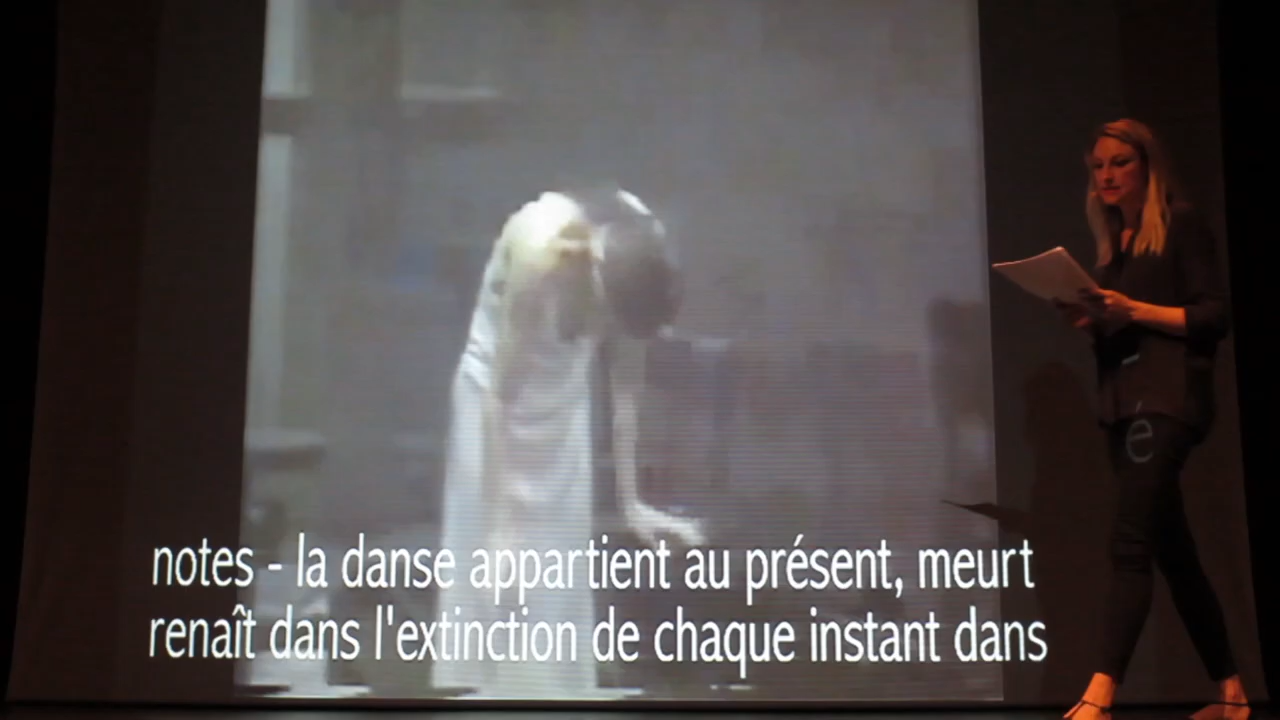 notes - la danse appartient au présent, meurt
é
renaît dans l'extinction de chaque instant dans